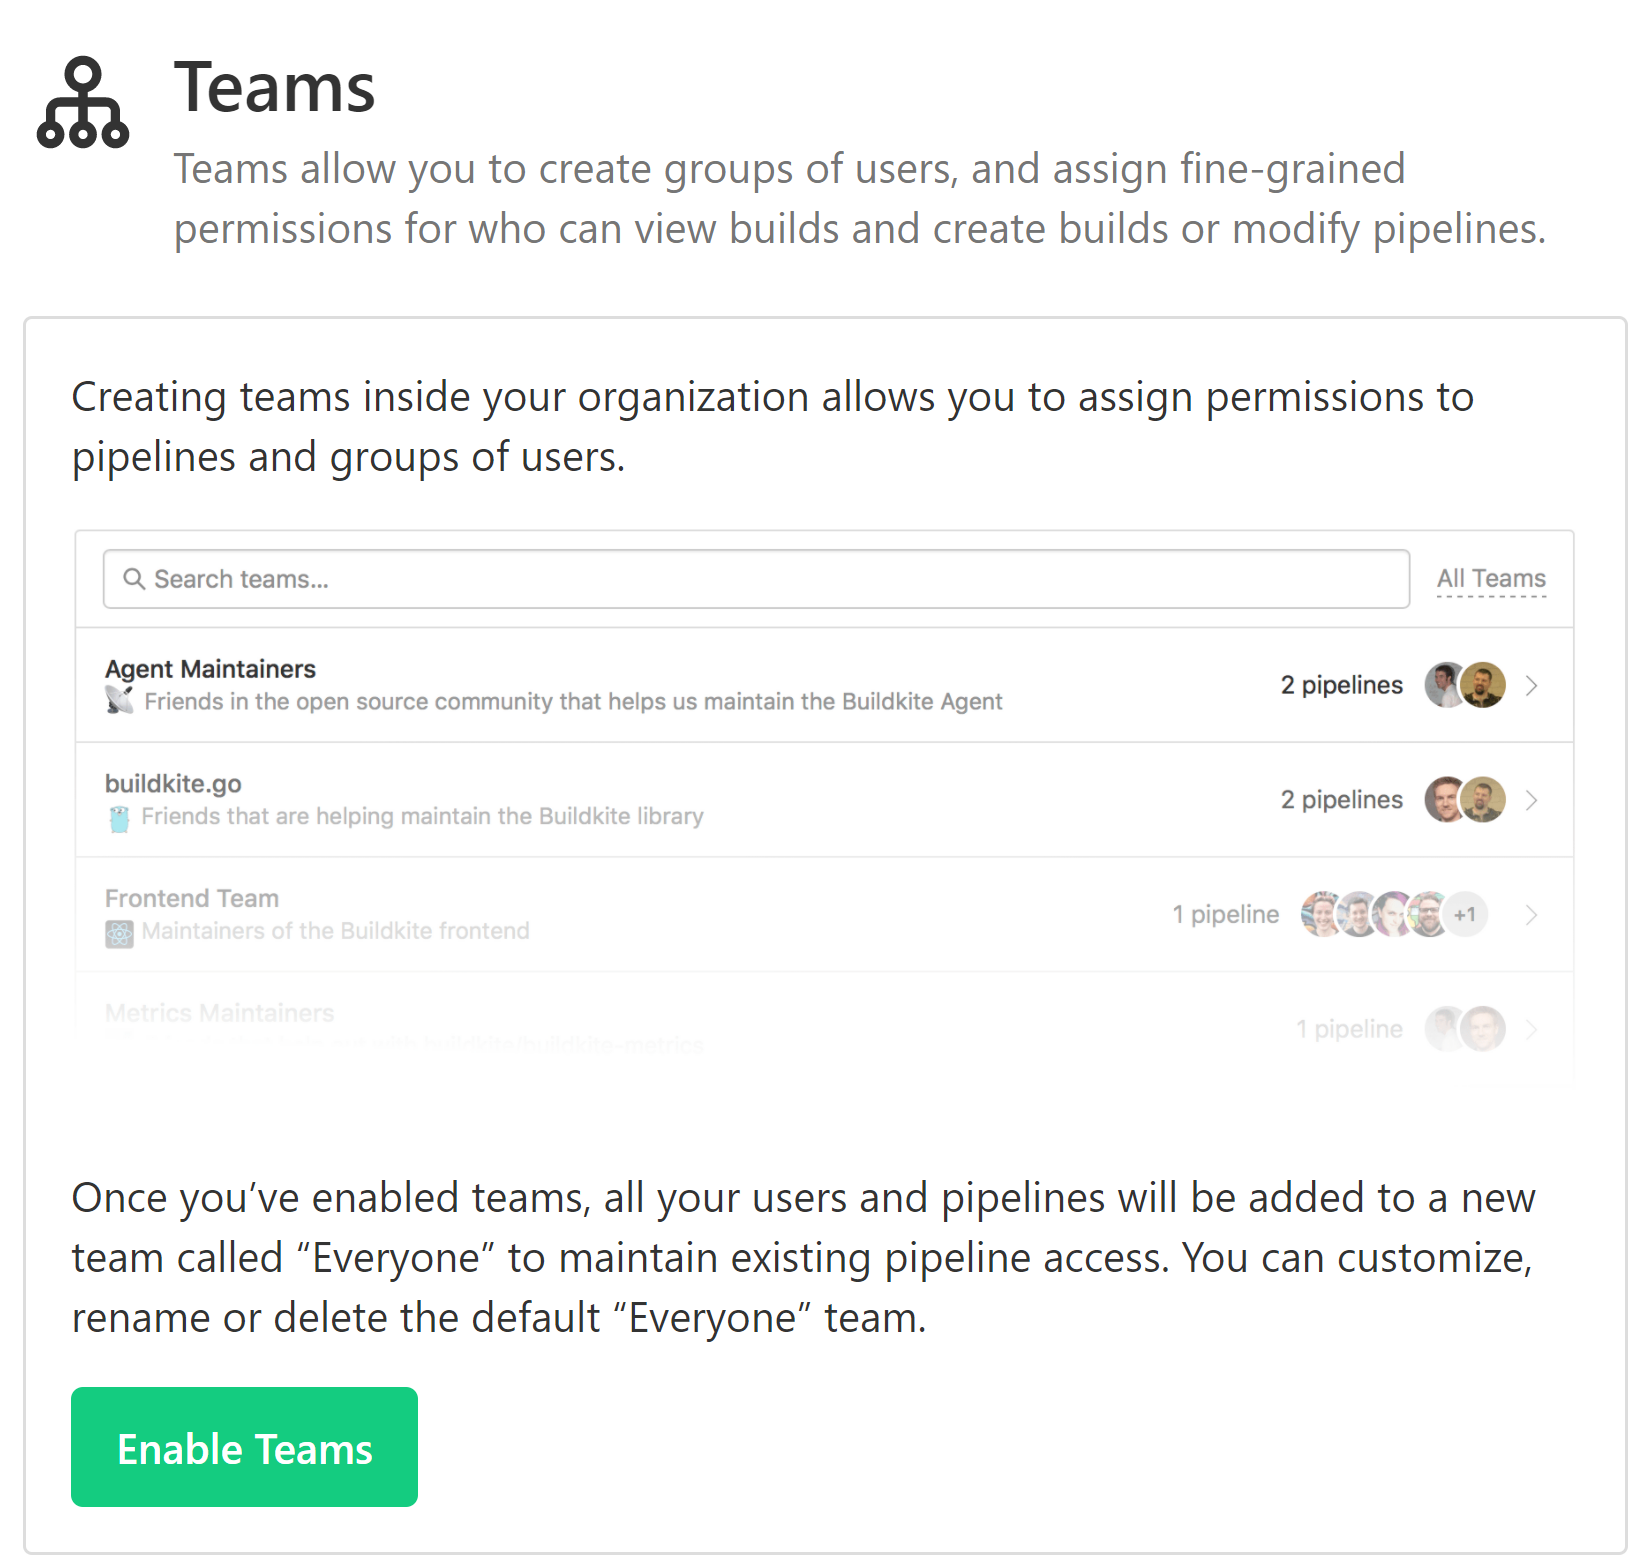 Teams
Teams allow you to create groups of users, and assign fine-grained
permissions for who can view builds and create builds or modify pipelines.
Creating teams inside your organization allows you to assign permissions to
pipelines and groups of users.
Search teams...
All Teams
Agent Maintainers
Friends in the open source community that helps us maintain the Buildkite Agent
2 pipelines
buildkite.go
Friends that are helping maintain the Buildkite library
2 pipelines
Frontend Team
Maintainers of the Buildkite frontend
1 pipeline
+1
Metrics Maintainers
that help out with buildkite/buildkite-metrics
1 pipeline
Once you’ve enabled teams, all your users and pipelines will be added to a new
team called “Everyone” to maintain existing pipeline access. You can customize,
rename or delete the default “Everyone” team.
Enable Teams